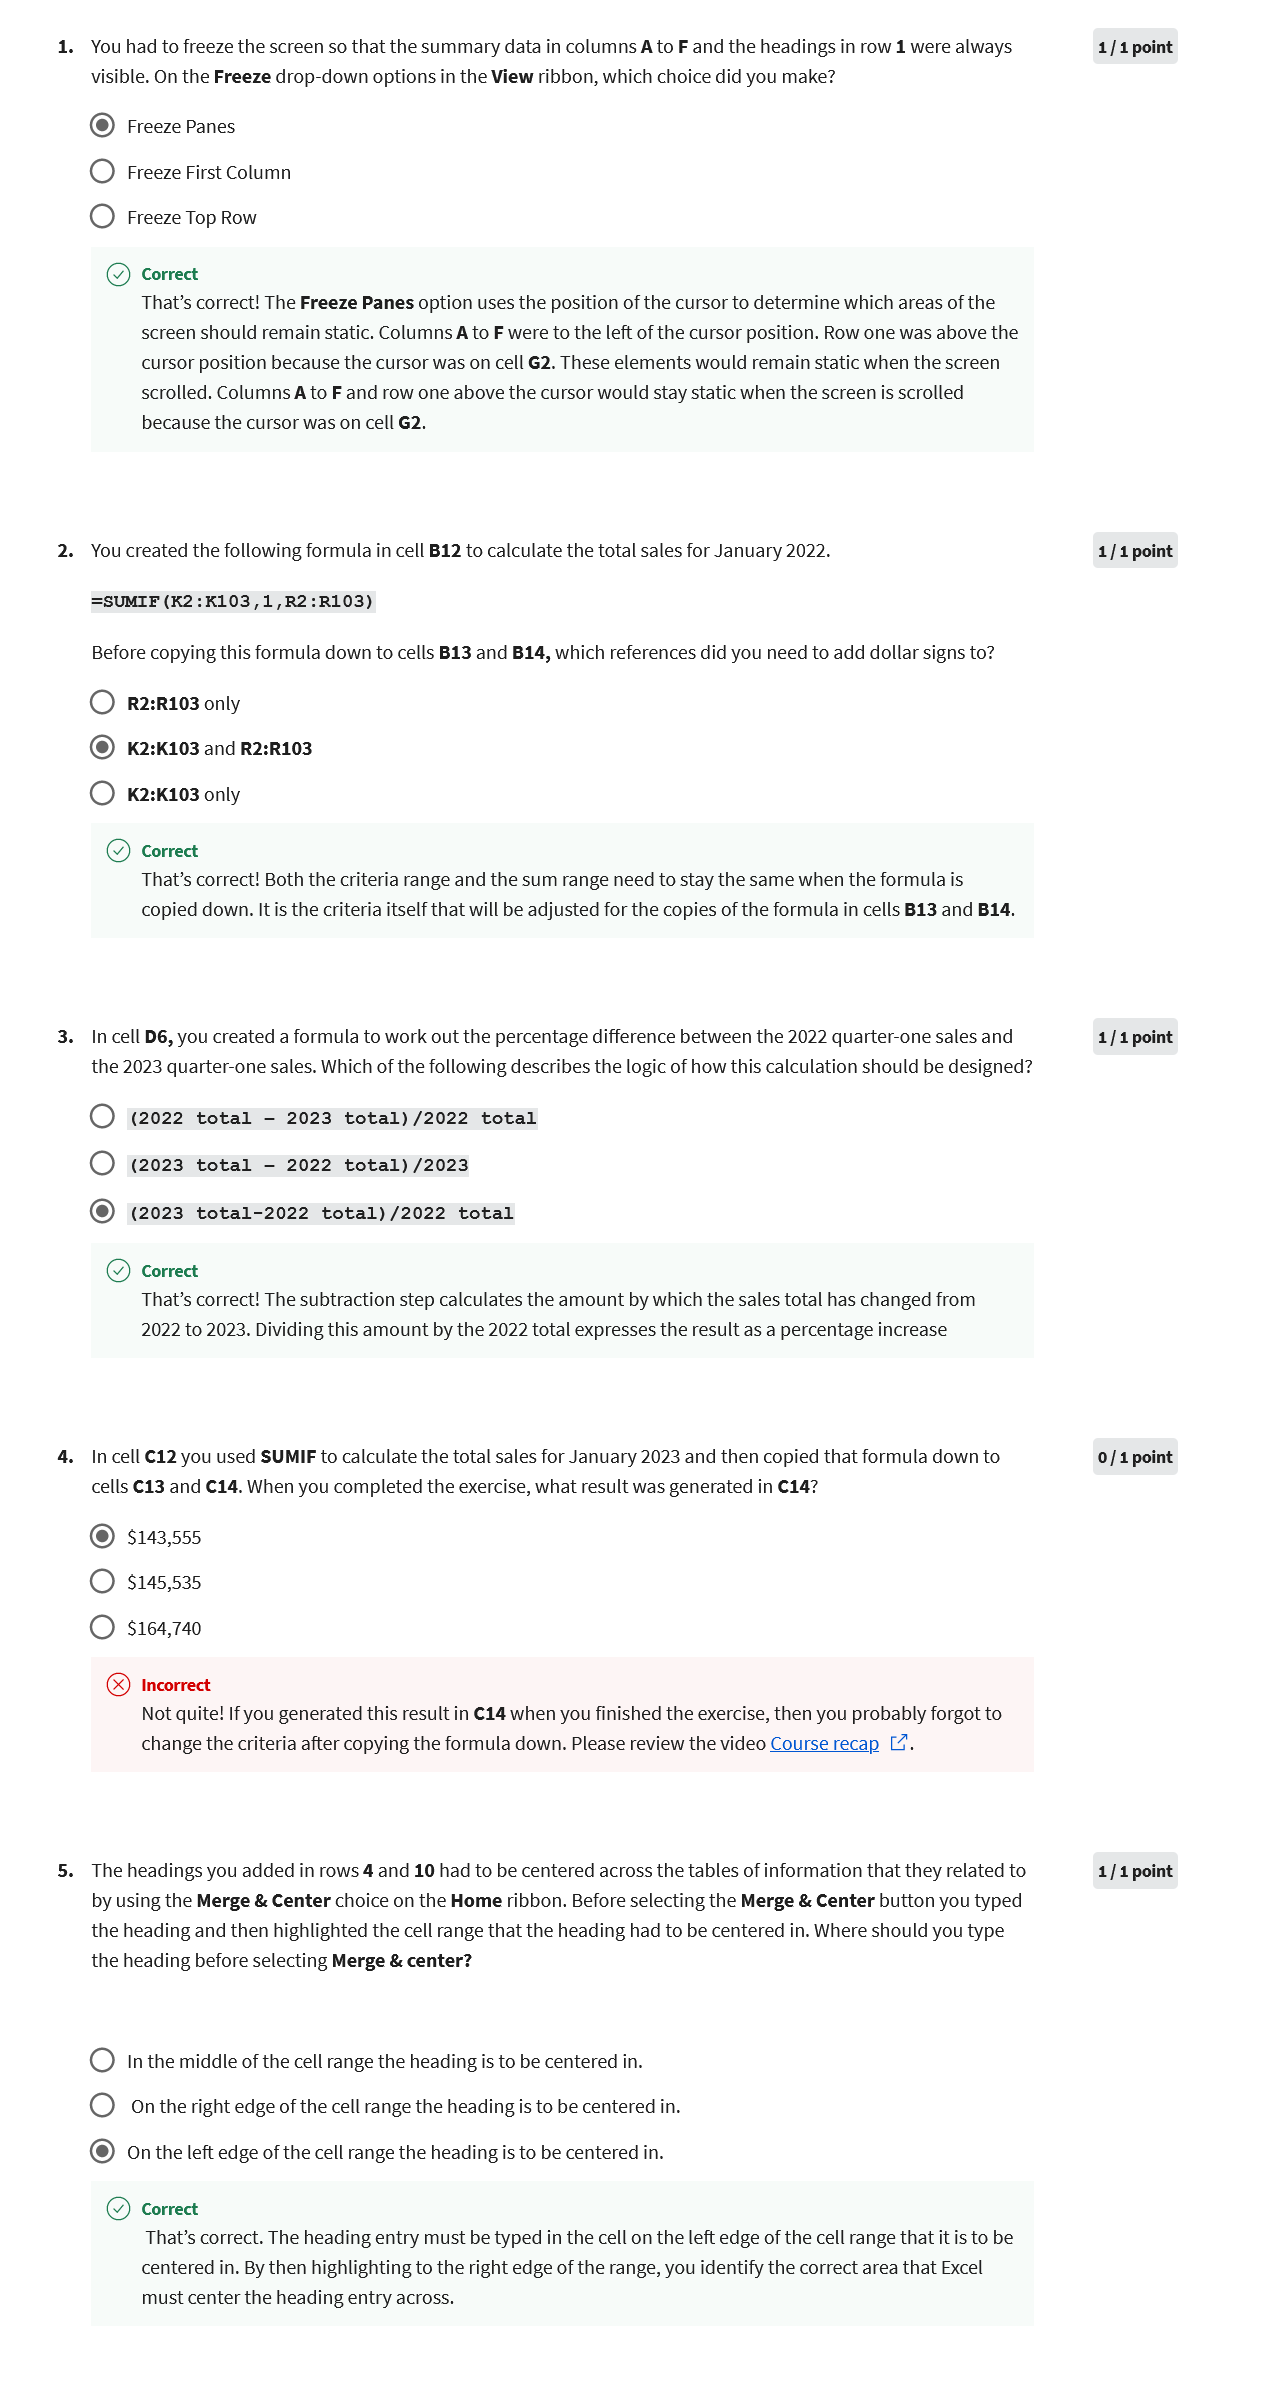 1. You had to freeze the screen so that the summary data in columns A to F and the headings in row 1 were always
1 / 1 point
visible. On the Freeze drop-down options in the View ribbon, which choice did you make?
Freeze Panes
Freeze First Column
Freeze Top Row
Correct
That’s correct! The Freeze Panes option uses the position of the cursor to determine which areas of the
screen should remain static. Columns A to F were to the left of the cursor position. Row one was above the
cursor position because the cursor was on cell G2. These elements would remain static when the screen
scrolled. Columns A to F and row one above the cursor would stay static when the screen is scrolled
because the cursor was on cell G2.
2. You created the following formula in cell B12 to calculate the total sales for January 2022.
1 / 1 point
=SUMIF(K2:K103,1,R2:R103)
Before copying this formula down to cells B13 and B14, which references did you need to add dollar signs to?
R2:R103 only
K2:K103 and R2:R103
K2:K103 only
Correct
That’s correct! Both the criteria range and the sum range need to stay the same when the formula is
copied down. It is the criteria itself that will be adjusted for the copies of the formula in cells B13 and B14.
3. In cell D6, you created a formula to work out the percentage difference between the 2022 quarter-one sales and
1 / 1 point
the 2023 quarter-one sales. Which of the following describes the logic of how this calculation should be designed?
(2022 total – 2023 total)/2022 total
(2023 total – 2022 total)/2023
(2023 total-2022 total)/2022 total
Correct
That’s correct! The subtraction step calculates the amount by which the sales total has changed from
2022 to 2023. Dividing this amount by the 2022 total expresses the result as a percentage increase
4. In cell C12 you used SUMIF to calculate the total sales for January 2023 and then copied that formula down to
0 / 1 point
cells C13 and C14. When you completed the exercise, what result was generated in C14?
$143,555
$145,535
$164,740
Incorrect
Not quite! If you generated this result in C14 when you finished the exercise, then you probably forgot to
change the criteria after copying the formula down. Please review the video Course recap.
5. The headings you added in rows 4 and 10 had to be centered across the tables of information that they related to
1 / 1 point
by using the Merge & Center choice on the Home ribbon. Before selecting the Merge & Center button you typed
the heading and then highlighted the cell range that the heading had to be centered in. Where should you type
the heading before selecting Merge & center?
In the middle of the cell range the heading is to be centered in.
On the right edge of the cell range the heading is to be centered in.
On the left edge of the cell range the heading is to be centered in.
Correct
That’s correct. The heading entry must be typed in the cell on the left edge of the cell range that it is to be
centered in. By then highlighting to the right edge of the range, you identify the correct area that Excel
must center the heading entry across.